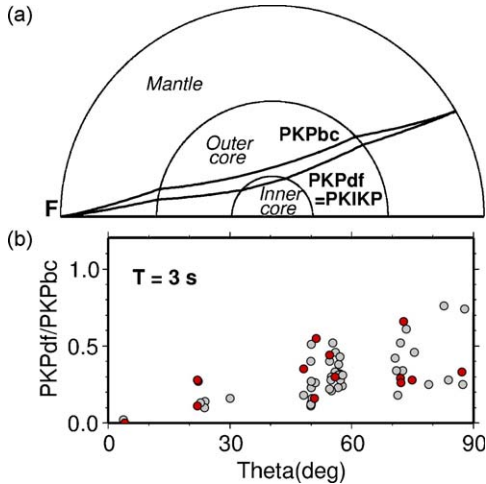 (a)
Mantle
PKPbc
Outer
core
PKPdf
=PKIKP
Inner
core
F
(b)
T = 3 s
PKPdf/PKPbc
1.0
0.5
0.0
0 30 60 90
Theta(deg)